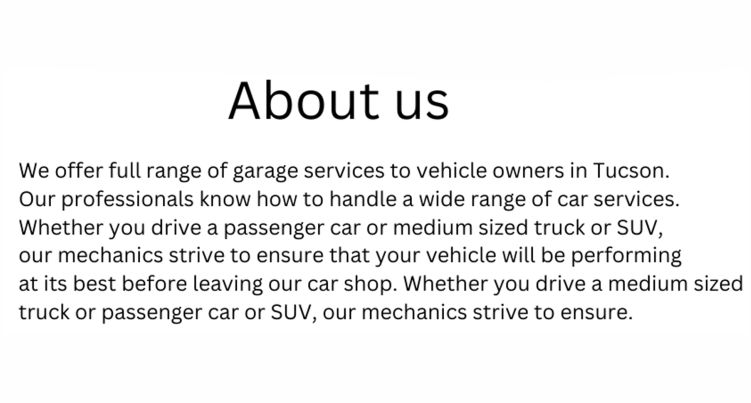 About us
We offer full range of garage services to vehicle owners in Tucson.
Our professionals know how to handle a wide range of car services.
Whether you drive a passenger car or medium sized truck or SUV,
our mechanics strive to ensure that your vehicle will be performing
at its best before leaving our car shop. Whether you drive a medium sized
truck or passenger car or SUV, our mechanics strive to ensure.